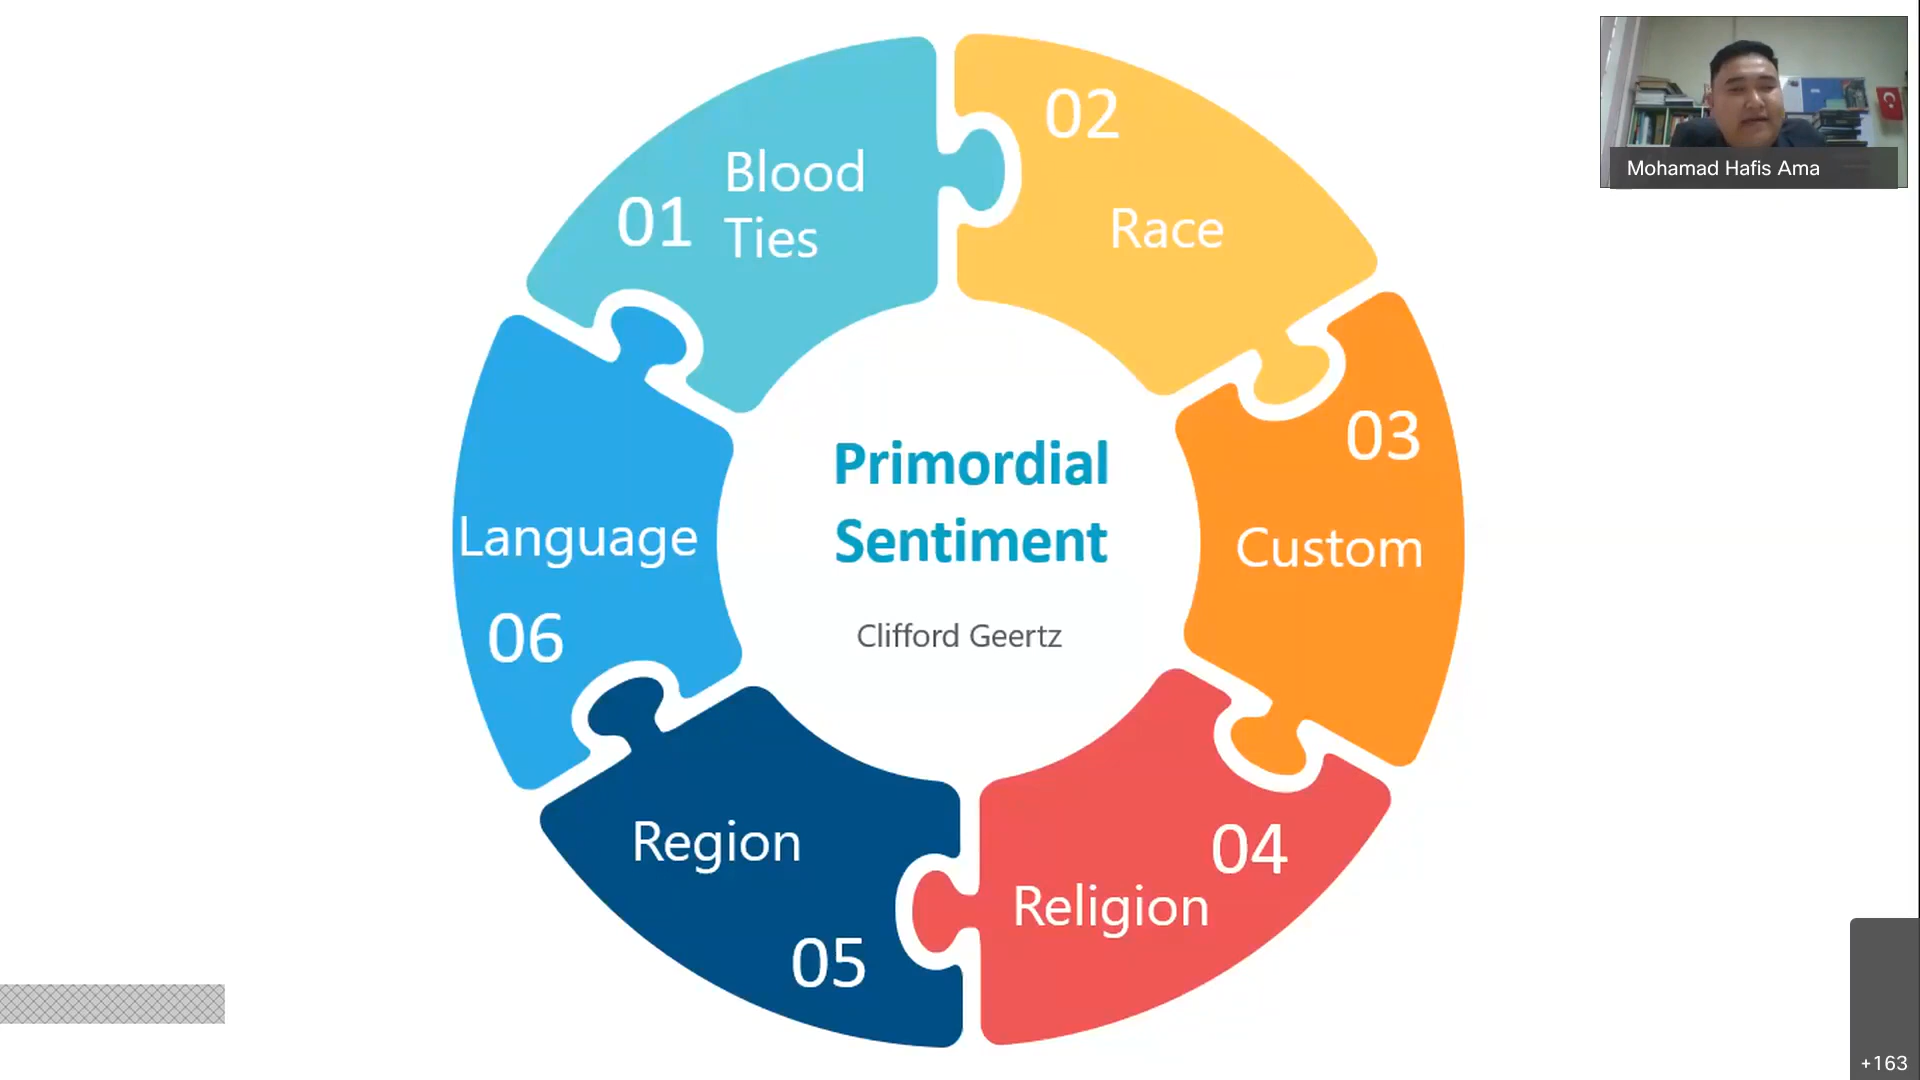 01
Blood
Ties
02
Race
03
Custom
04
Religion
Region
05
Language
06
Primordial
Sentiment
Clifford Geertz
Mohamad Hafis Ama
+163